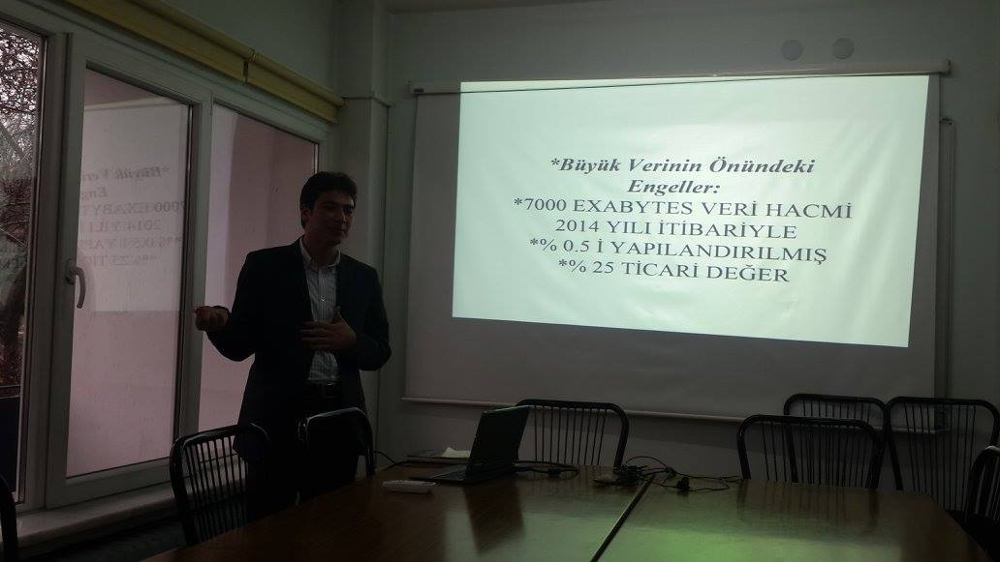 *Büyük Verinin Önündeki
Engeller:
*7000 EXABYTES VERİ HACMİ
2014 YILI İTİBARİYLE
*% 0.5 İ YAPILANDIRILMIŞ
*% 25 TİCARİ DEĞER